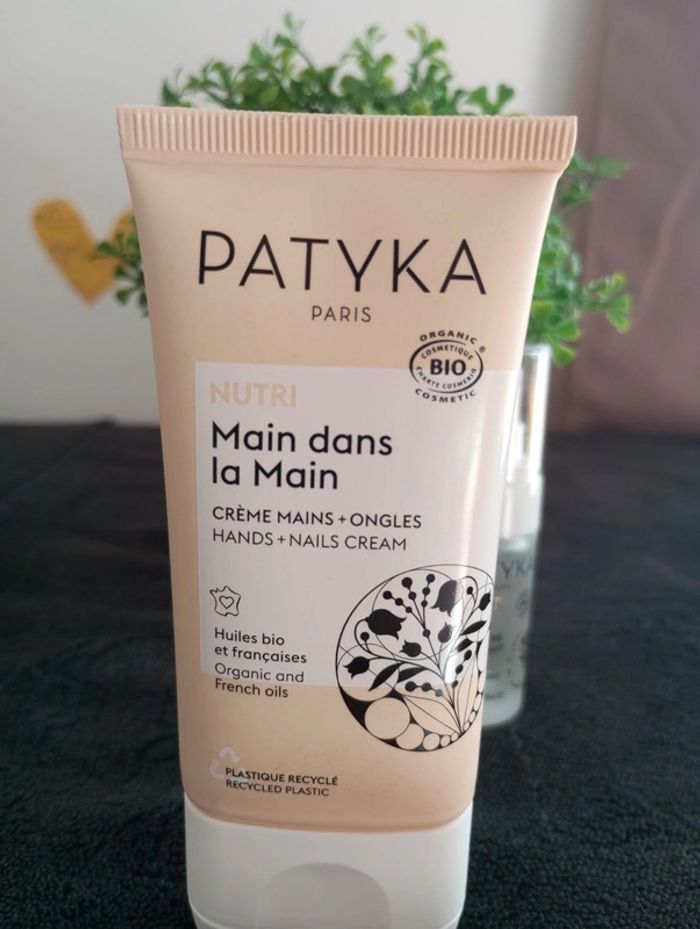 PATYKA
PARIS
ORGANIC
COSMETIQUE
BIO
CHARTE COSMEBIO
COSMETIC
NUTRI
Main dans
la Main
CRÈME MAINS + ONGLES
HANDS + NAILS CREAM
Huiles bio
et françaises
Organic and
French oils
PLASTIQUE RECYCLÉ
RECYCLED PLASTIC
YKA